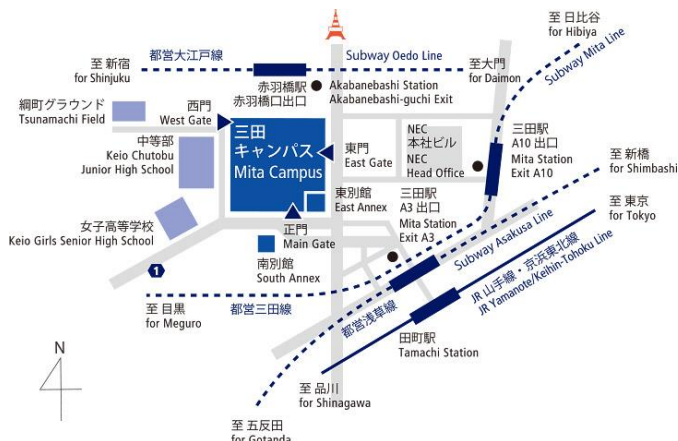 至 日比谷
for Hibiya
至 新宿
for Shinjuku
都営大江戸線
Subway Oedo Line
至大門
for Daimon
Subway Mita Line
赤羽橋駅
赤羽橋口出口
Akabanebashi Station
Akabanebashi-guchi Exit
綱町グラウンド
Tsunamachi Field
西門
West Gate
中等部
Keio Chutobu
Junior High School
三田
キャンパス
Mita Campus
東門
East Gate
NEC
本社ビル
NEC
Head Office
三田駅
A10 出口
Mita Station
Exit A10
至 新橋
for Shimbashi
東別館
East Annex
三田駅
A3 出口
Mita Station
Exit A3
至 東京
for Tokyo
女子高等学校
Keio Girls Senior High School
正門
Main Gate
南別館
South Annex
Subway Asakusa Line
1
JR 山手線・京浜東北線
JR Yamanote/Keihin-Tohoku Line
至 目黒
for Meguro
都営三田線
都営浅草線
田町駅
Tamachi Station
N
至 品川
for Shinagawa
至 五反田
for Gotanda